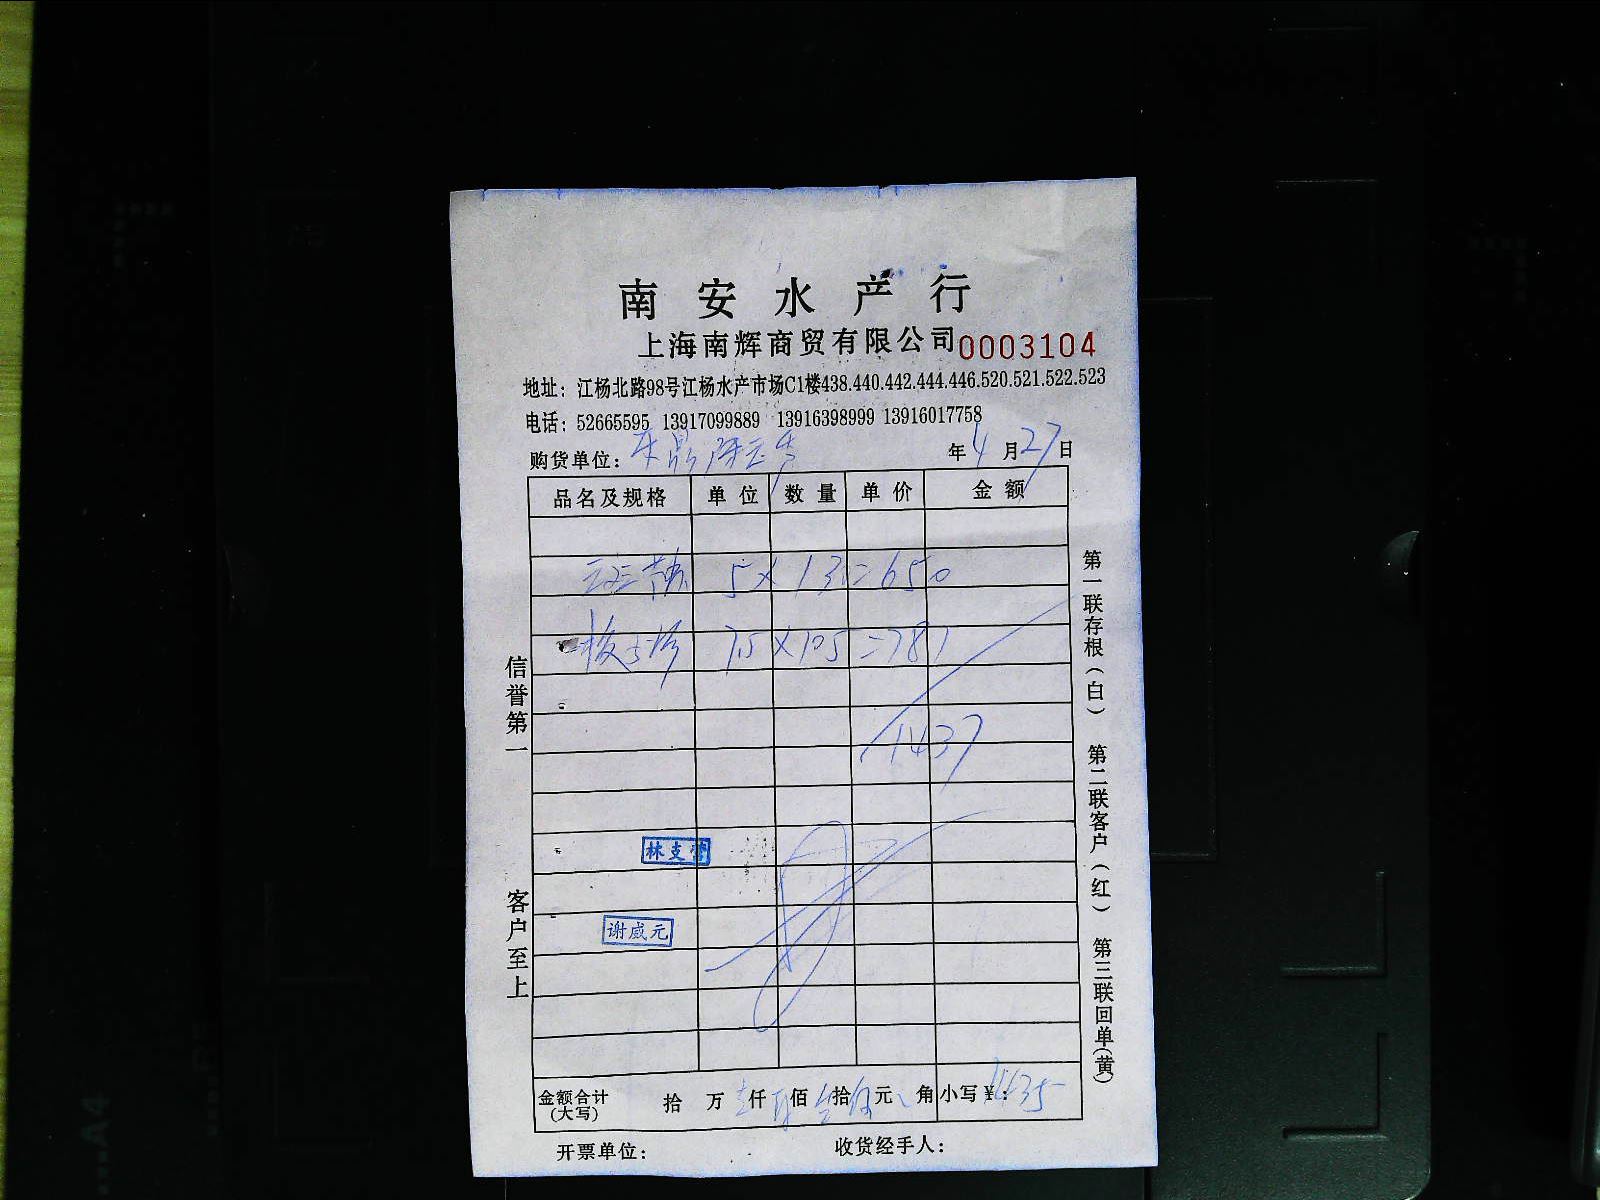 南安水产行
上海南辉商贸有限公司0003104
地址：江杨北路98号江杨水产市场C1楼438.440.442.444.446.520.521.522.523
电话：52665595 13917099889 13916398999 13916017758
购货单位： 年4月27日
品名及规格 单位 数量 单价 金额
5×13=650
7.5×105=781
1437
林支
谢威元
金额合计(大写) 拾 万 仟 佰 拾 元 角 小写¥：1435
开票单位： 收货经手人：
信誉第一 客户至上
第一联存根(白) 第二联客户(红) 第三联回单(黄)